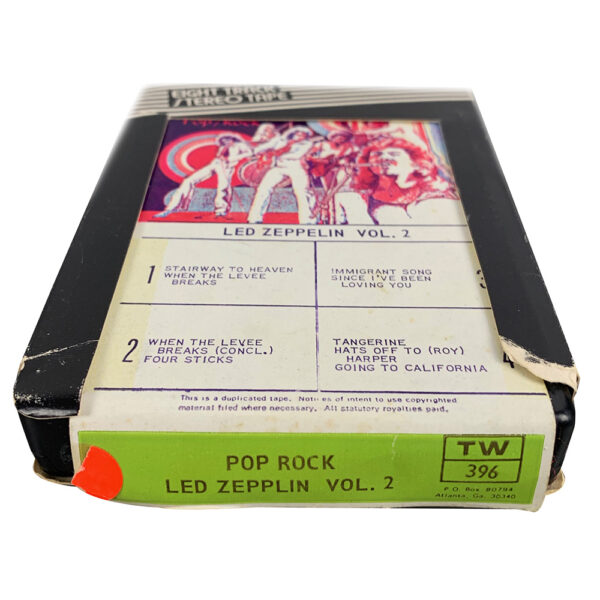 EIGHT TRACK
STEREO TAPE
Pop/Rock
LED ZEPPELIN VOL. 2
1 STAIRWAY TO HEAVEN
WHEN THE LEVEE
BREAKS
IMMIGRANT SONG
SINCE I'VE BEEN
LOVING YOU
3
2 WHEN THE LEVEE
BREAKS (CONCL.)
FOUR STICKS
TANGERINE
HATS OFF TO (ROY)
HARPER
GOING TO CALIFORNIA
4
This is a duplicated tape. Notices of intent to use copyrighted
material filed where necessary. All statutory royalties paid.
POP ROCK
LED ZEPPLIN VOL. 2
TW
396
P.O. Box 80794
Atlanta, Ga. 30340